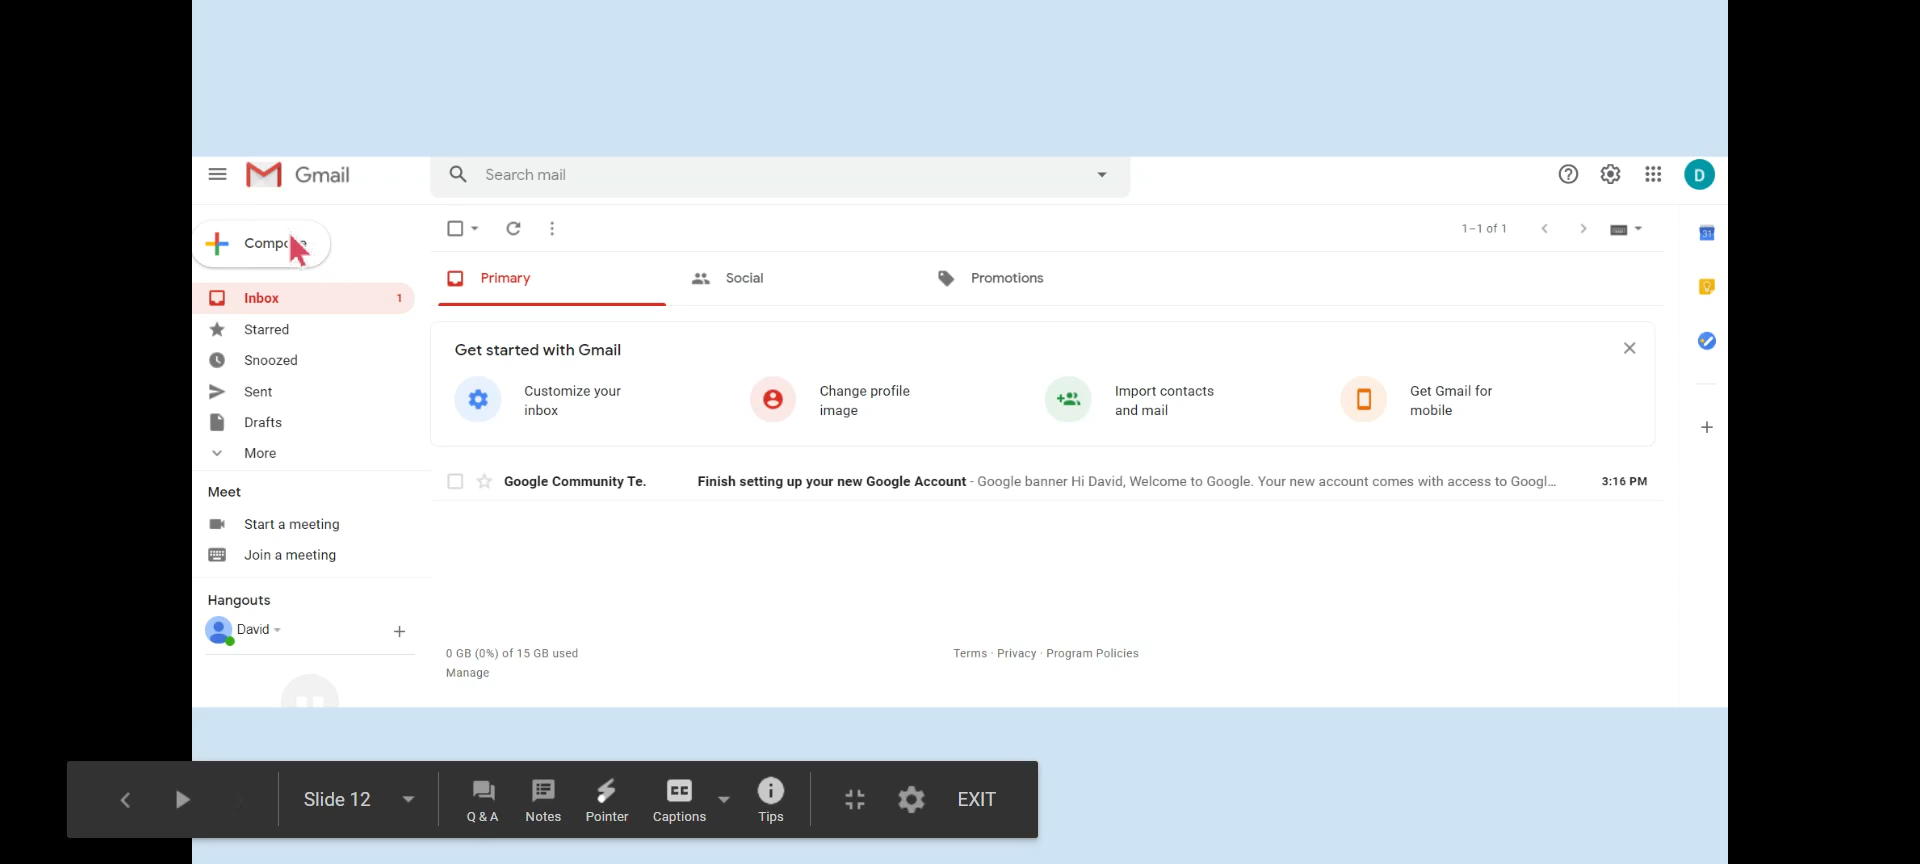 Gmail
Search mail
Inbox 1
Starred
Snoozed
Sent
Drafts
More
Meet
Start a meeting
Join a meeting
Hangouts
David
1–1 of 1
31
Primary
Social
Promotions
Get started with Gmail
Customize your
inbox
Change profile
image
Import contacts
and mail
Get Gmail for
mobile
Google Community Te. Finish setting up your new Google Account - Google banner Hi David, Welcome to Google. Your new account comes with access to Googl... 3:16 PM
0 GB (0%) of 15 GB used
Manage
Terms · Privacy · Program Policies
D
Slide 12
Q & A
Notes
Pointer
CC
Captions
Tips
EXIT